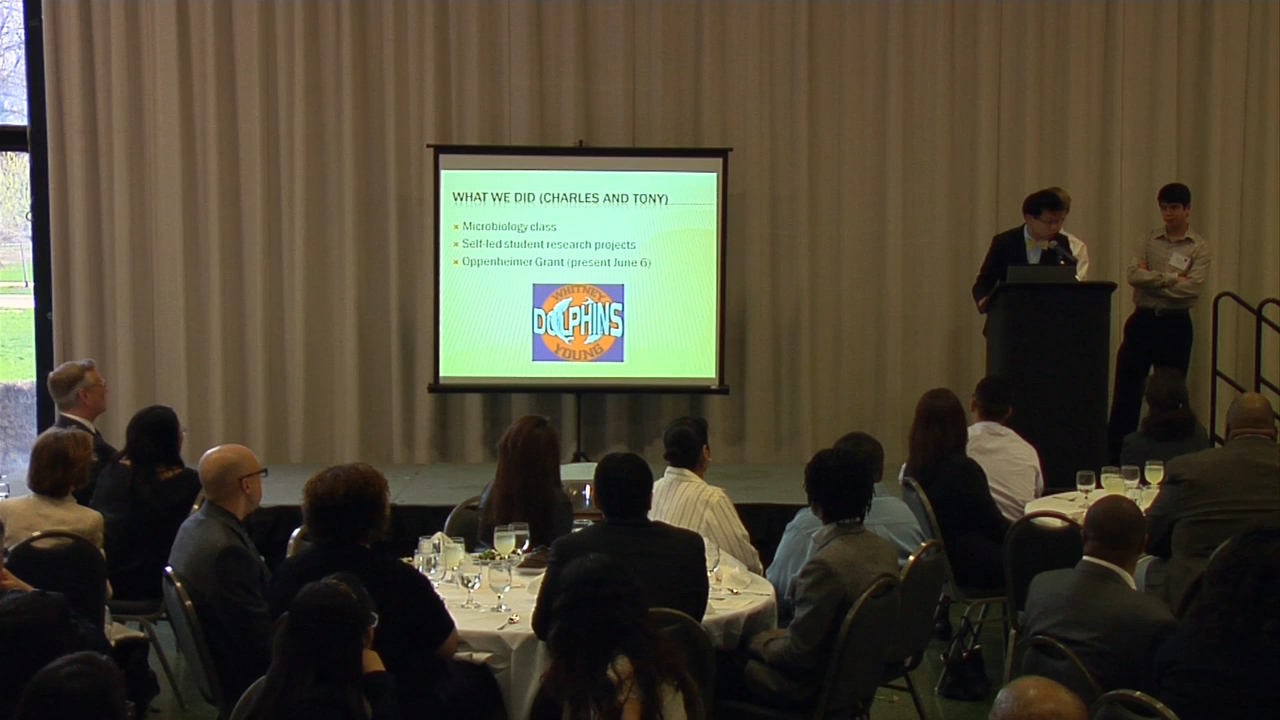 WHAT WE DID (CHARLES AND TONY)
Microbiology class
Self-led student research projects
Oppenheimer Grant (present June 6)
WHITNEY
DOLPHINS
YOUNG